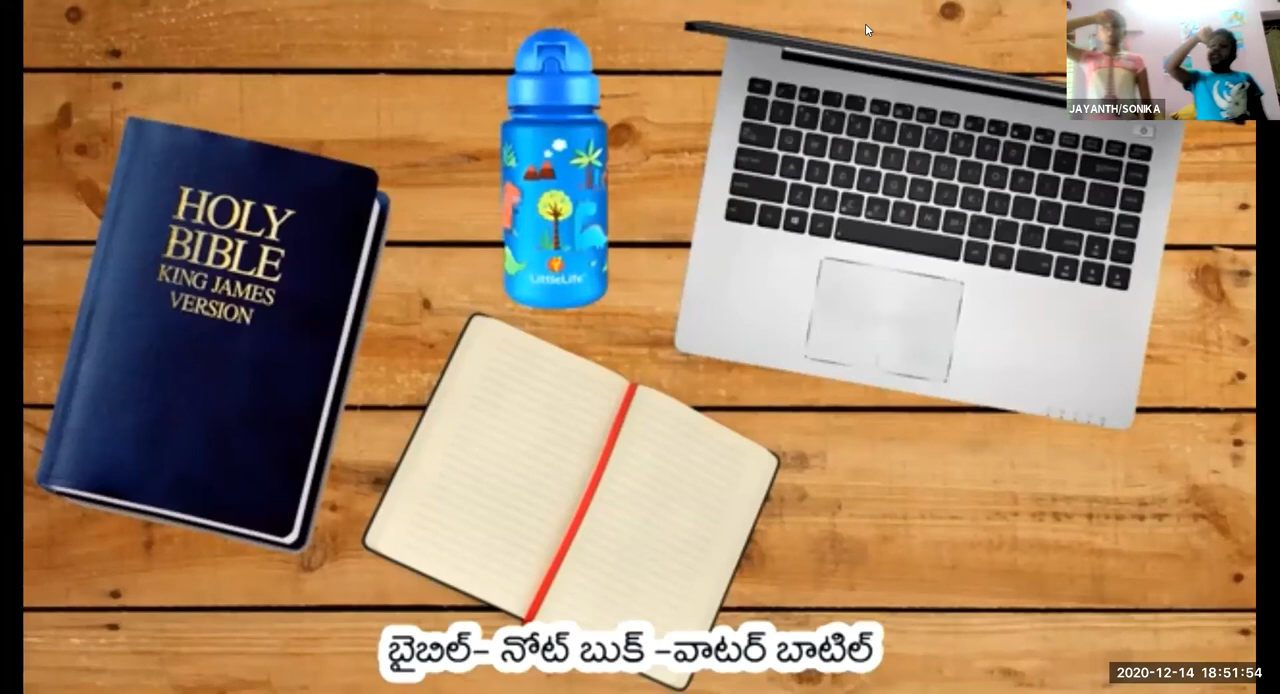 JAYANTH/SONIKA
HOLY
BIBLE
KING JAMES
VERSION
LittleLife
బైబిల్- నోట్ బుక్ -వాటర్ బాటిల్
2020-12-14 18:51:54